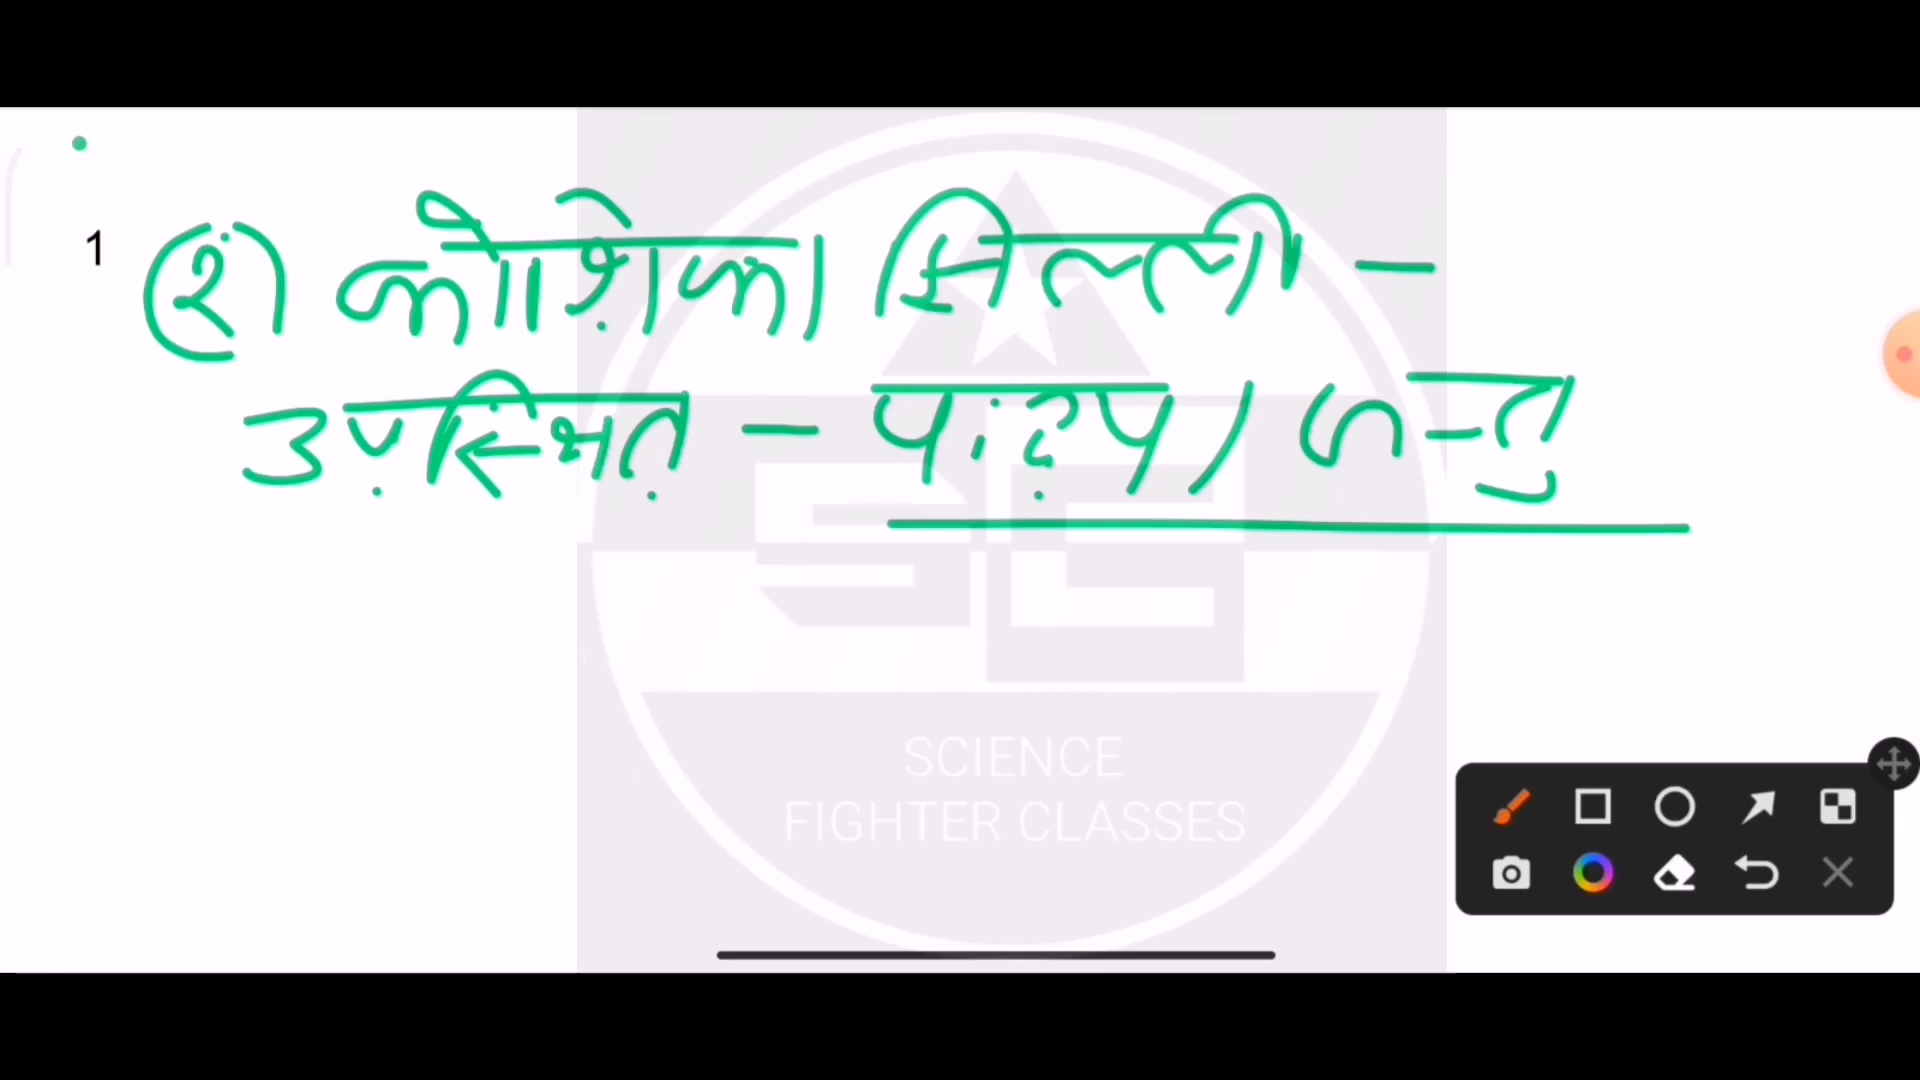 1 (२) कोशिका झिल्ली -
उपस्थित - पादप / जन्तु
SCIENCE
FIGHTER CLASSES